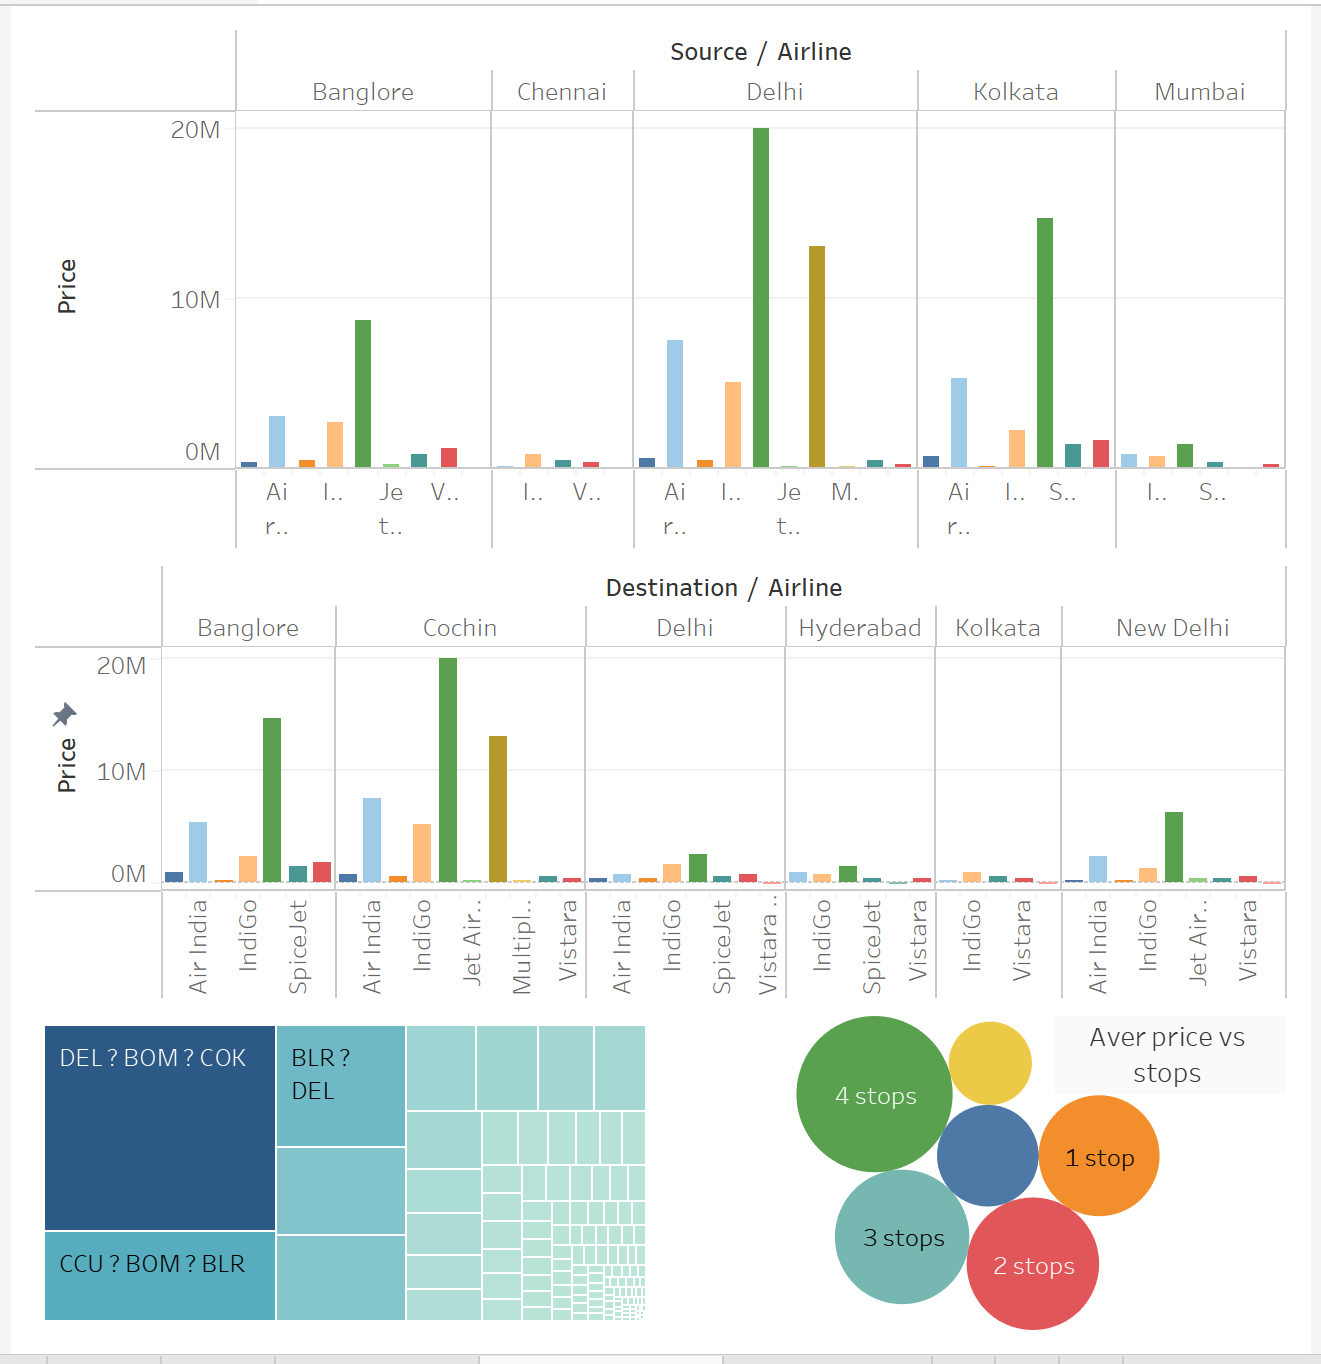 Source / Airline
Banglore
Chennai
Delhi
Kolkata
Mumbai
Price
20M
10M
0M
Ai
r..
I..
Je
t..
V..
I..
V..
Ai
r..
I..
Je
t..
M.
Ai
r..
I..
S..
I..
S..
Destination / Airline
Banglore
Cochin
Delhi
Hyderabad
Kolkata
New Delhi
Price
20M
10M
0M
Air India
IndiGo
SpiceJet
Air India
IndiGo
Jet Air..
Multipl..
Vistara
Air India
IndiGo
SpiceJet
Vistara ..
IndiGo
SpiceJet
Vistara
IndiGo
Vistara
Air India
IndiGo
Jet Air..
Vistara
DEL ? BOM ? COK
BLR ?
DEL
CCU ? BOM ? BLR
Aver price vs
stops
4 stops
1 stop
3 stops
2 stops